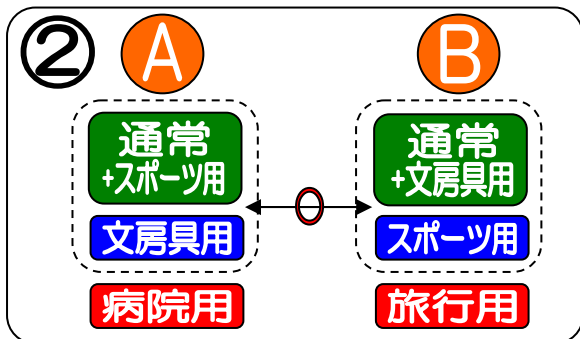 ② A B
通常
+スポーツ用
文房具用
病院用
通常
+文房具用
スポーツ用
旅行用